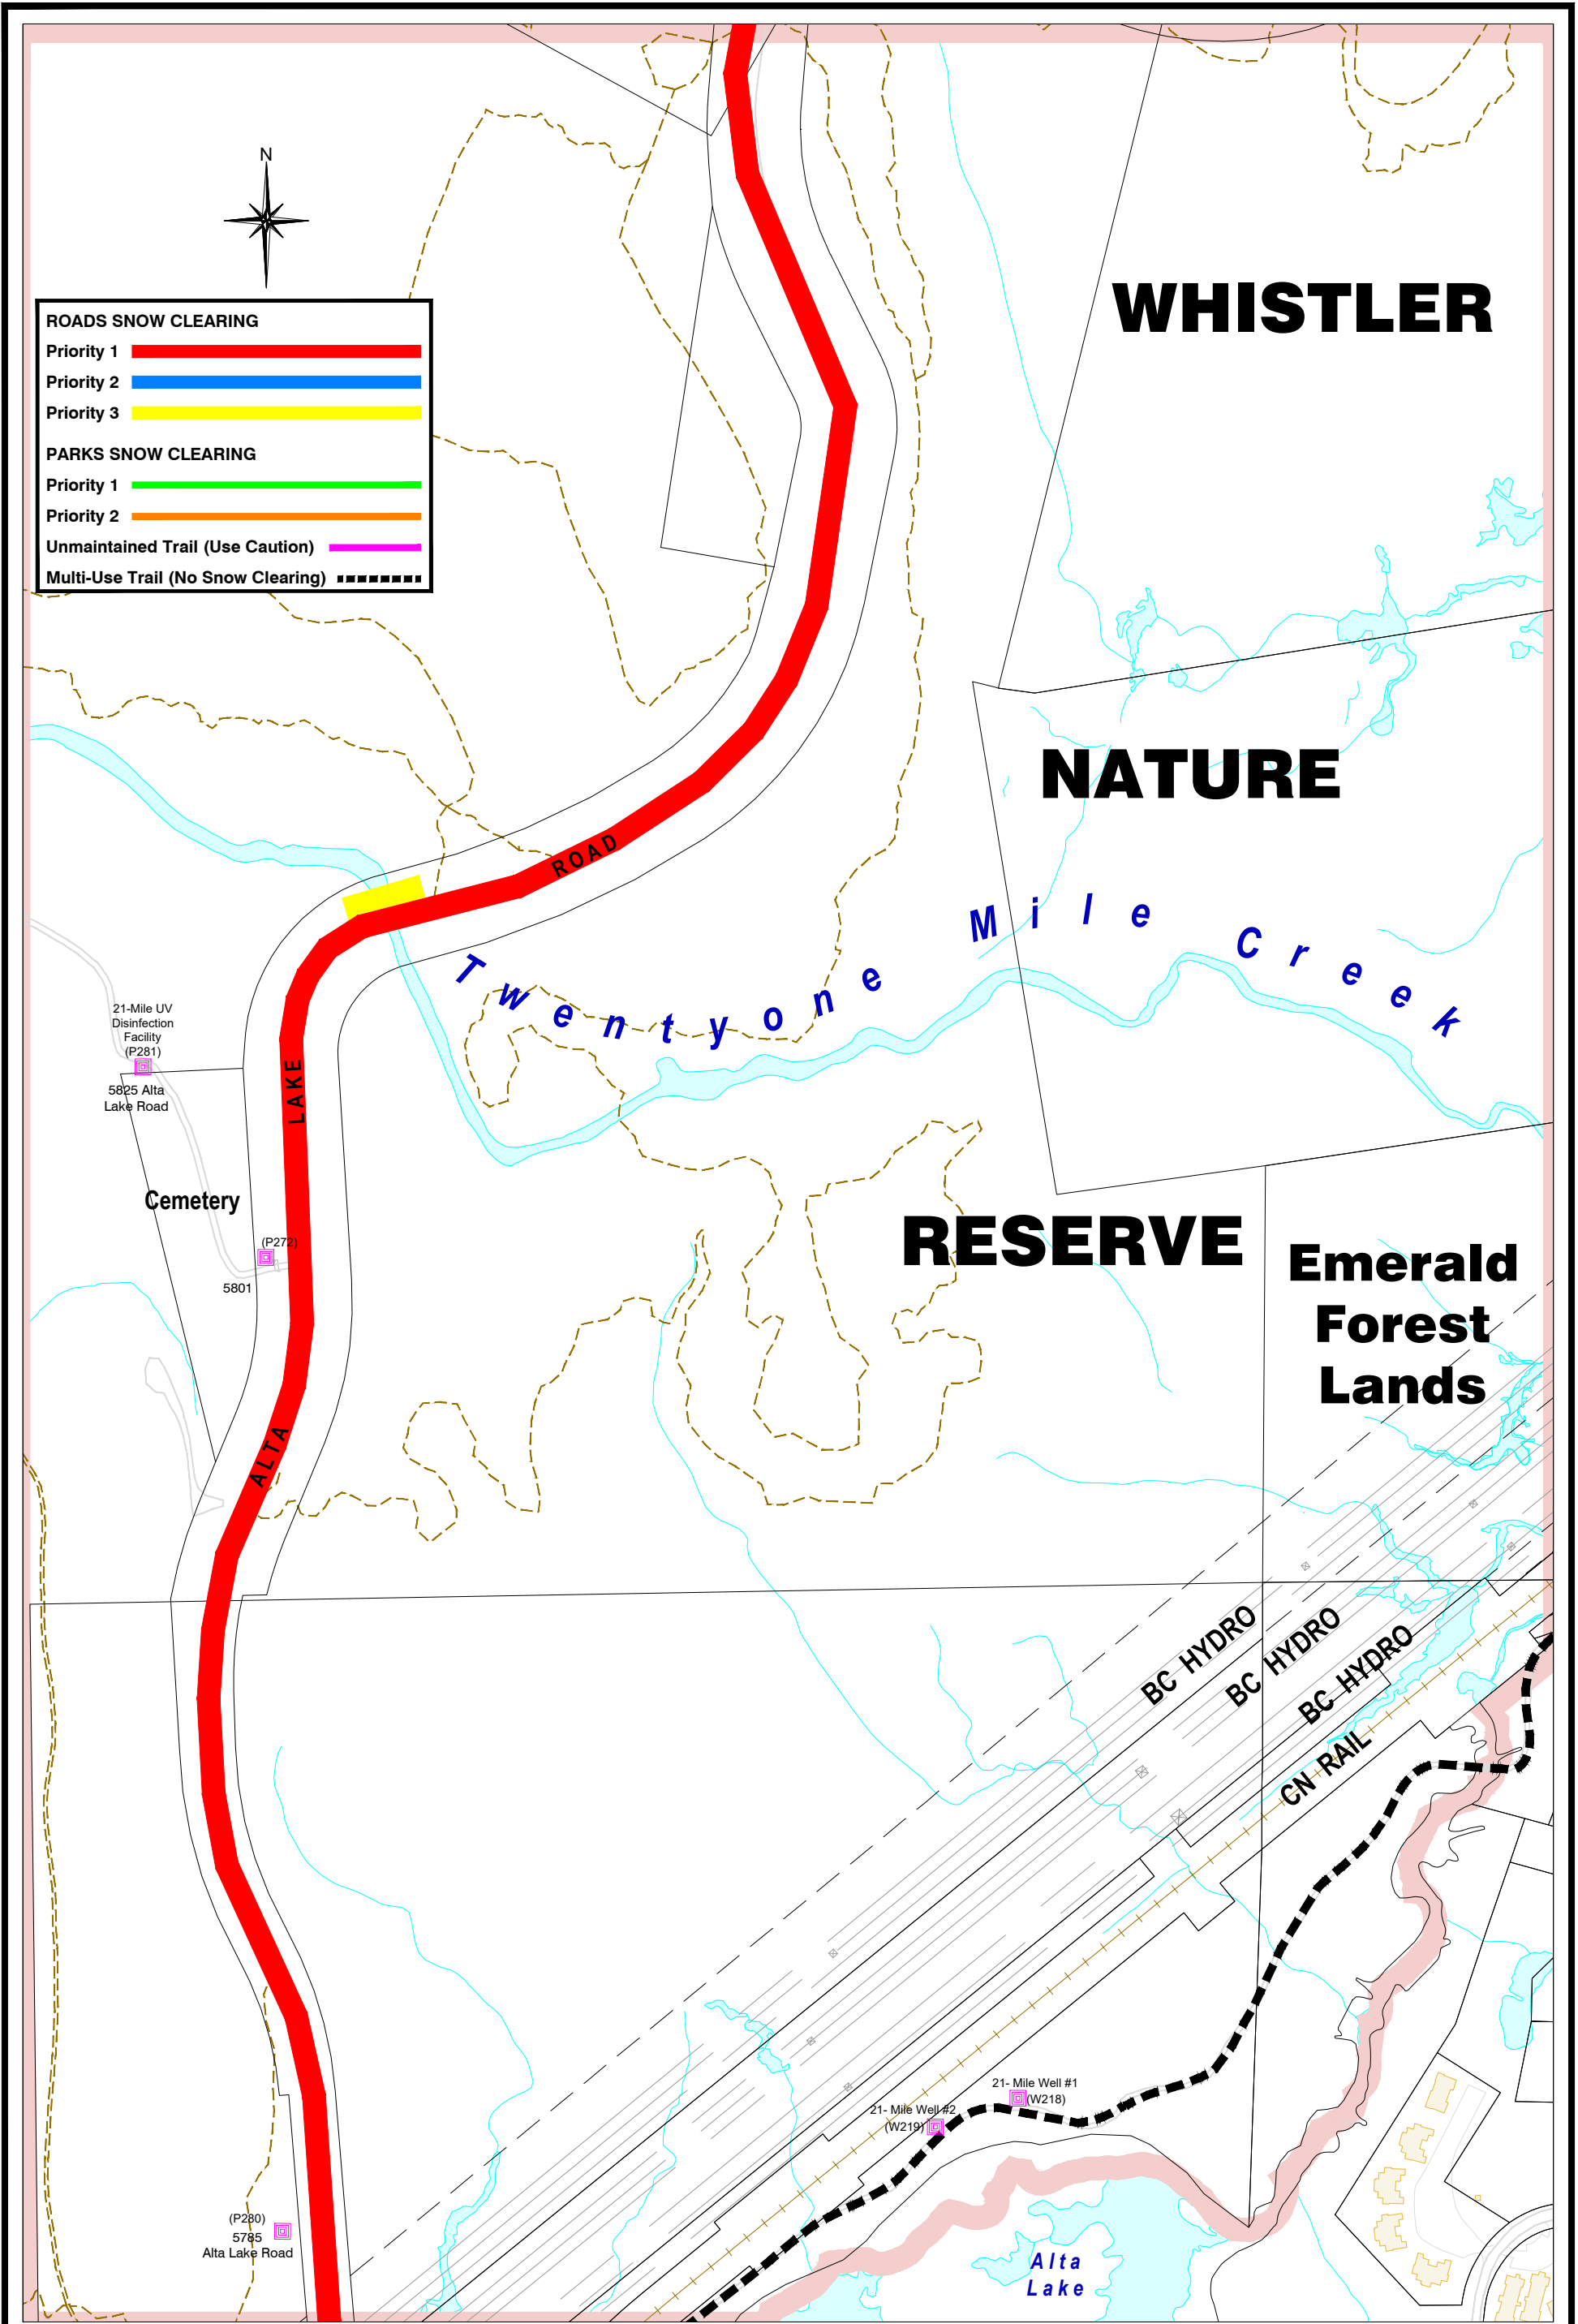 N
WHISTLER
ROADS SNOW CLEARING
Priority 1
Priority 2
Priority 3
PARKS SNOW CLEARING
Priority 1
Priority 2
Unmaintained Trail (Use Caution)
Multi-Use Trail (No Snow Clearing)
NATURE
ROAD
Twentyone Mile Creek
21-Mile UV
Disinfection
Facility
(P281)
5825 Alta
Lake Road
LAKE
Cemetery
(P272)
5801
RESERVE
Emerald
Forest
Lands
ALTA
BC HYDRO
BC HYDRO
BC HYDRO
CN RAIL
21- Mile Well #1
(W218)
21- Mile Well #2
(W219)
(P280)
5785
Alta Lake Road
Alta
Lake